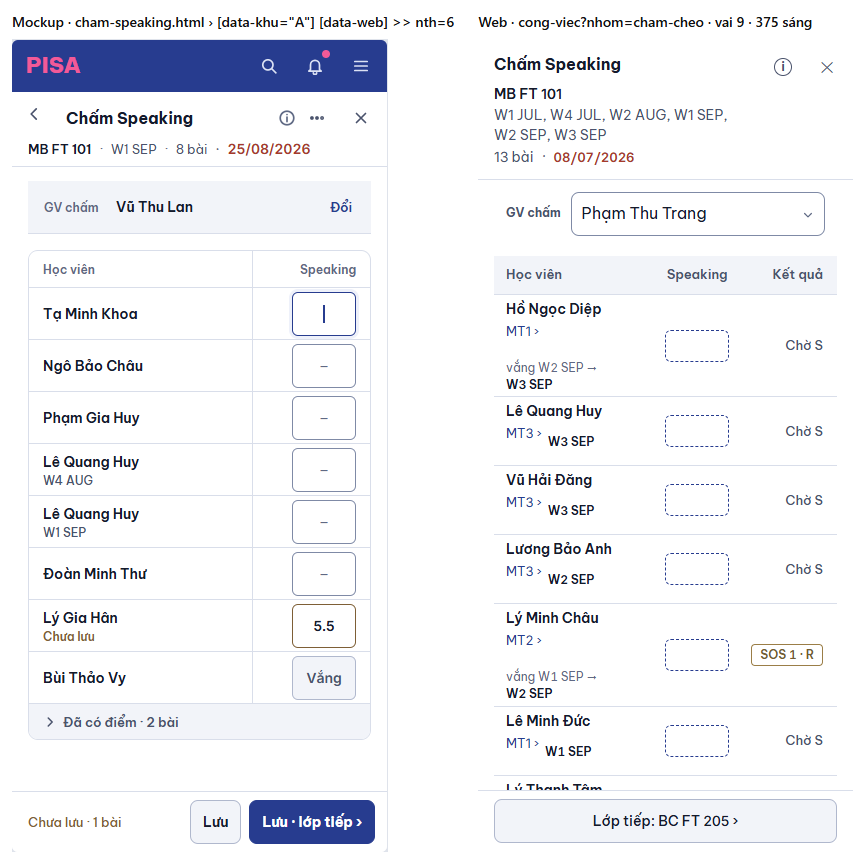 Mockup · cham-speaking.html › [data-khu="A"] [data-web] >> nth=6
PISA
Chấm Speaking
MB FT 101 · W1 SEP · 8 bài · 25/08/2026
GV chấm Vũ Thu Lan Đổi
Học viên Speaking
Tạ Minh Khoa
Ngô Bảo Châu –
Phạm Gia Huy –
Lê Quang Huy
W4 AUG –
Lê Quang Huy
W1 SEP –
Đoàn Minh Thư –
Lý Gia Hân
Chưa lưu 5.5
Bùi Thảo Vy Vắng
Đã có điểm · 2 bài
Chưa lưu · 1 bài Lưu Lưu · lớp tiếp ›
Web · cong-viec?nhom=cham-cheo · vai 9 · 375 sáng
Chấm Speaking
MB FT 101
W1 JUL, W4 JUL, W2 AUG, W1 SEP,
W2 SEP, W3 SEP
13 bài · 08/07/2026
GV chấm Phạm Thu Trang
Học viên Speaking Kết quả
Hồ Ngọc Diệp
MT1 ›
Chờ S
vắng W2 SEP →
W3 SEP
Lê Quang Huy
MT3 › W3 SEP Chờ S
Vũ Hải Đăng
MT3 › W3 SEP Chờ S
Lương Bảo Anh
MT3 › W2 SEP Chờ S
Lý Minh Châu
MT2 ›
SOS 1 · R
vắng W1 SEP →
W2 SEP
Lê Minh Đức
MT1 › W1 SEP Chờ S
Lý Thanh Tâm
Lớp tiếp: BC FT 205 ›